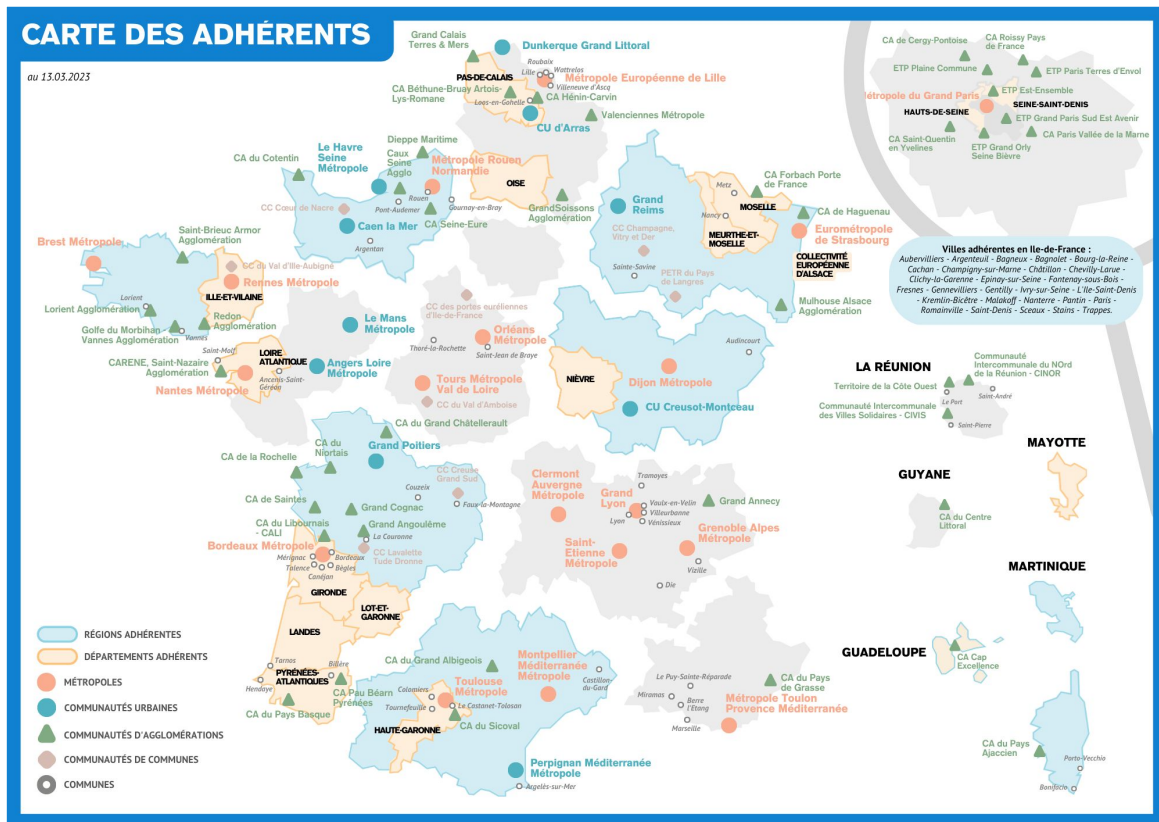 CARTE DES ADHÉRENTS
au 13.03.2023
Grand Calais
Terres & Mers
Dunkerque Grand Littoral
PAS-DE-CALAIS
Roubaix
Lille
Wattrelos
Villeneuve d'Ascq
Métropole Européenne de Lille
CA Béthune-Bruay Artois-
Lys-Romane
Loos-en-Gohelle
CA Hénin-Carvin
Valenciennes Métropole
CU d'Arras
CA de Cergy-Pontoise
CA Roissy Pays
de France
ETP Plaine Commune
ETP Paris Terres d'Envol
ETP Est-Ensemble
étropole du Grand Paris
SEINE-SAINT-DENIS
HAUTS-DE-SEINE
ETP Grand Paris Sud Est Avenir
CA Saint-Quentin
en Yvelines
CA Paris Vallée de la Marne
ETP Grand Orly
Seine Bièvre
Dieppe Maritime
CA du Cotentin
Le Havre
Seine
Métropole
Caux
Seine
Agglo
Métropole Rouen
Normandie
OISE
Rouen
Pont-Audemer
Gournay-en-Bray
CC Cœur de Nacre
CA Seine-Eure
GrandSoissons
Agglomération
Caen la Mer
Argentan
Grand
Reims
Metz
CA Forbach Porte
de France
MOSELLE
Nancy
CA de Haguenau
CC Champagne,
Vitry et Der
MEURTHE-ET-
MOSELLE
Eurométropole
de Strasbourg
COLLECTIVITÉ
EUROPÉENNE
D'ALSACE
Sainte-Savine
PETR du Pays
de Langres
Mulhouse Alsace
Agglomération
Villes adhérentes en Ile-de-France :
Aubervilliers - Argenteuil - Bagneux - Bagnolet - Bourg-la-Reine -
Cachan - Champigny-sur-Marne - Châtillon - Chevilly-Larue -
Clichy-la-Garenne - Epinay-sur-Seine - Fontenay-sous-Bois -
Fresnes - Gennevilliers - Gentilly - Ivry-sur-Seine - L'Ile-Saint-Denis
- Kremlin-Bicêtre - Malakoff - Nanterre - Pantin - Paris -
Romainville - Saint-Denis - Sceaux - Stains - Trappes.
Brest Métropole
Saint-Brieuc Armor
Agglomération
CC du Val d'Ille-Aubigné
Rennes Métropole
ILLE-ET-VILAINE
Lorient
Lorient Agglomération
Golfe du Morbihan
Vannes Agglomération
Vannes
Redon
Agglomération
Saint-Molf
CARENE, Saint-Nazaire
Agglomération
LOIRE
ATLANTIQUE
Ancenis-Saint-
Géréon
Nantes Métropole
Le Mans
Métropole
Angers Loire
Métropole
CC des portes euréliennes
d'Ile-de-France
Orléans
Métropole
Thoré-la-Rochette
Saint-Jean de Braye
Tours Métropole
Val de Loire
CC du Val d'Amboise
Audincourt
NIÈVRE
Dijon Métropole
CU Creusot-Montceau
LA RÉUNION
Communauté
Intercommunale du NOrd
de la Réunion - CINOR
Territoire de la Côte Ouest
Le Port
Saint-André
Communauté Intercommunale
des Villes Solidaires - CIVIS
Saint-Pierre
MAYOTTE
GUYANE
CA du Centre
Littoral
MARTINIQUE
GUADELOUPE
CA Cap
Excellence
CA du Grand Châtellerault
CA du
Niortais
Grand Poitiers
CA de la Rochelle
Couzeix
CC Creuse
Grand Sud
Faux-la-Montagne
CA de Saintes
Grand Cognac
CA du Libournais
- CALI
Grand Angoulême
La Couronne
Bordeaux Métropole
CC Lavalette
Tude Dronne
Mérignac
Bordeaux
Talence
Bègles
Canéjan
GIRONDE
LOT-ET-
GARONNE
LANDES
Clermont
Auvergne
Métropole
Tramoyes
Grand
Lyon
Vaulx-en-Velin
Villeurbanne
Lyon
Vénissieux
Grand Annecy
Grenoble Alpes
Métropole
Saint-
Etienne
Métropole
Vizille
Die
RÉGIONS ADHÉRENTES
DÉPARTEMENTS ADHÉRENTS
MÉTROPOLES
COMMUNAUTÉS URBAINES
COMMUNAUTÉS D'AGGLOMÉRATIONS
COMMUNAUTÉS DE COMMUNES
COMMUNES
Tarnos
Billère
PYRÉNÉES-
ATLANTIQUES
Hendaye
CA Pau Béarn
Pyrénées
CA du Pays Basque
CA du Grand Albigeois
Montpellier
Méditerranée
Métropole
Castillon-
du-Gard
Colomiers
Toulouse
Métropole
Tournefeuille
Le Castanet-Tolosan
CA du Sicoval
HAUTE-GARONNE
Perpignan Méditerranée
Métropole
Argelès-sur-Mer
Le Puy-Sainte-Réparade
CA du Pays
de Grasse
Miramas
Berre
l'Etang
Métropole Toulon
Provence Méditerranée
Marseille
CA du Pays
Ajaccien
Porto-Vecchio
Bonifacio